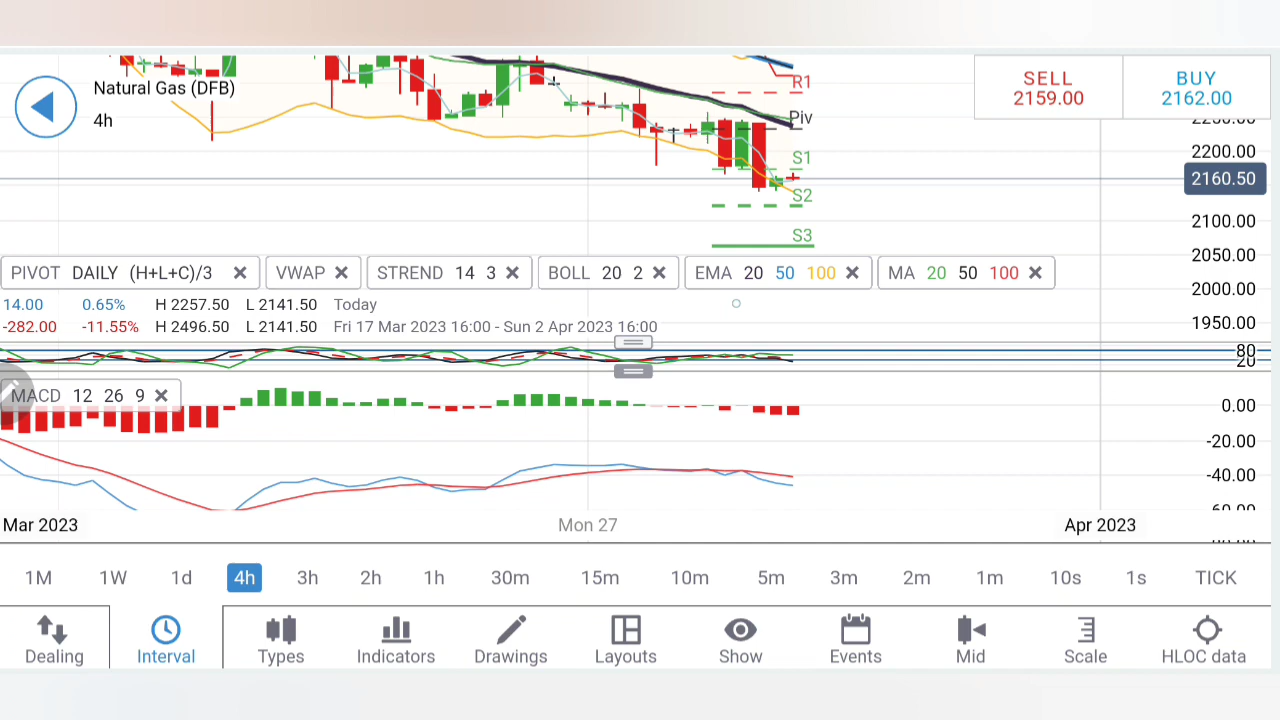 Natural Gas (DFB)
4h
SELL
2159.00
BUY
2162.00
R1
Piv
S1
S2
S3
2200.00
2160.50
2100.00
2050.00
2000.00
1950.00
PIVOT DAILY (H+L+C)/3 ×
VWAP ×
STREND 14 3 ×
BOLL 20 2 ×
EMA 20 50 100 ×
MA 20 50 100 ×
14.00 0.65% H 2257.50 L 2141.50 Today
-282.00 -11.55% H 2496.50 L 2141.50 Fri 17 Mar 2023 16:00 - Sun 2 Apr 2023 16:00
80
20
MACD 12 26 9 ×
0.00
-20.00
-40.00
Mar 2023
Mon 27
Apr 2023
1M 1W 1d 4h 3h 2h 1h 30m 15m 10m 5m 3m 2m 1m 10s 1s TICK
Dealing Interval Types Indicators Drawings Layouts Show Events Mid Scale HLOC data